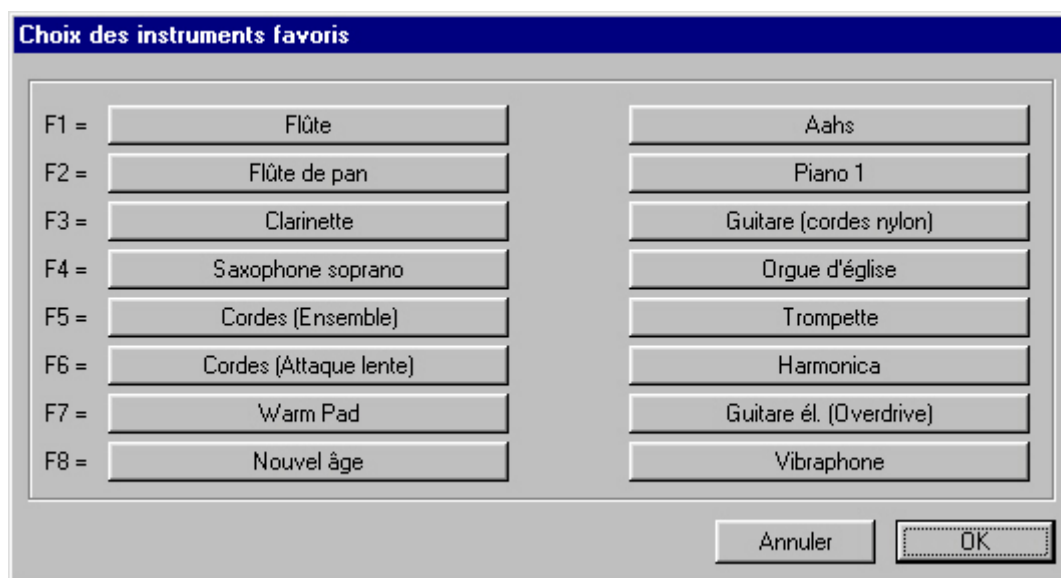 Choix des instruments favoris
F1 = Flûte Aahs
F2 = Flûte de pan Piano 1
F3 = Clarinette Guitare (cordes nylon)
F4 = Saxophone soprano Orgue d'église
F5 = Cordes (Ensemble) Trompette
F6 = Cordes (Attaque lente) Harmonica
F7 = Warm Pad Guitare él. (Overdrive)
F8 = Nouvel âge Vibraphone
Annuler OK